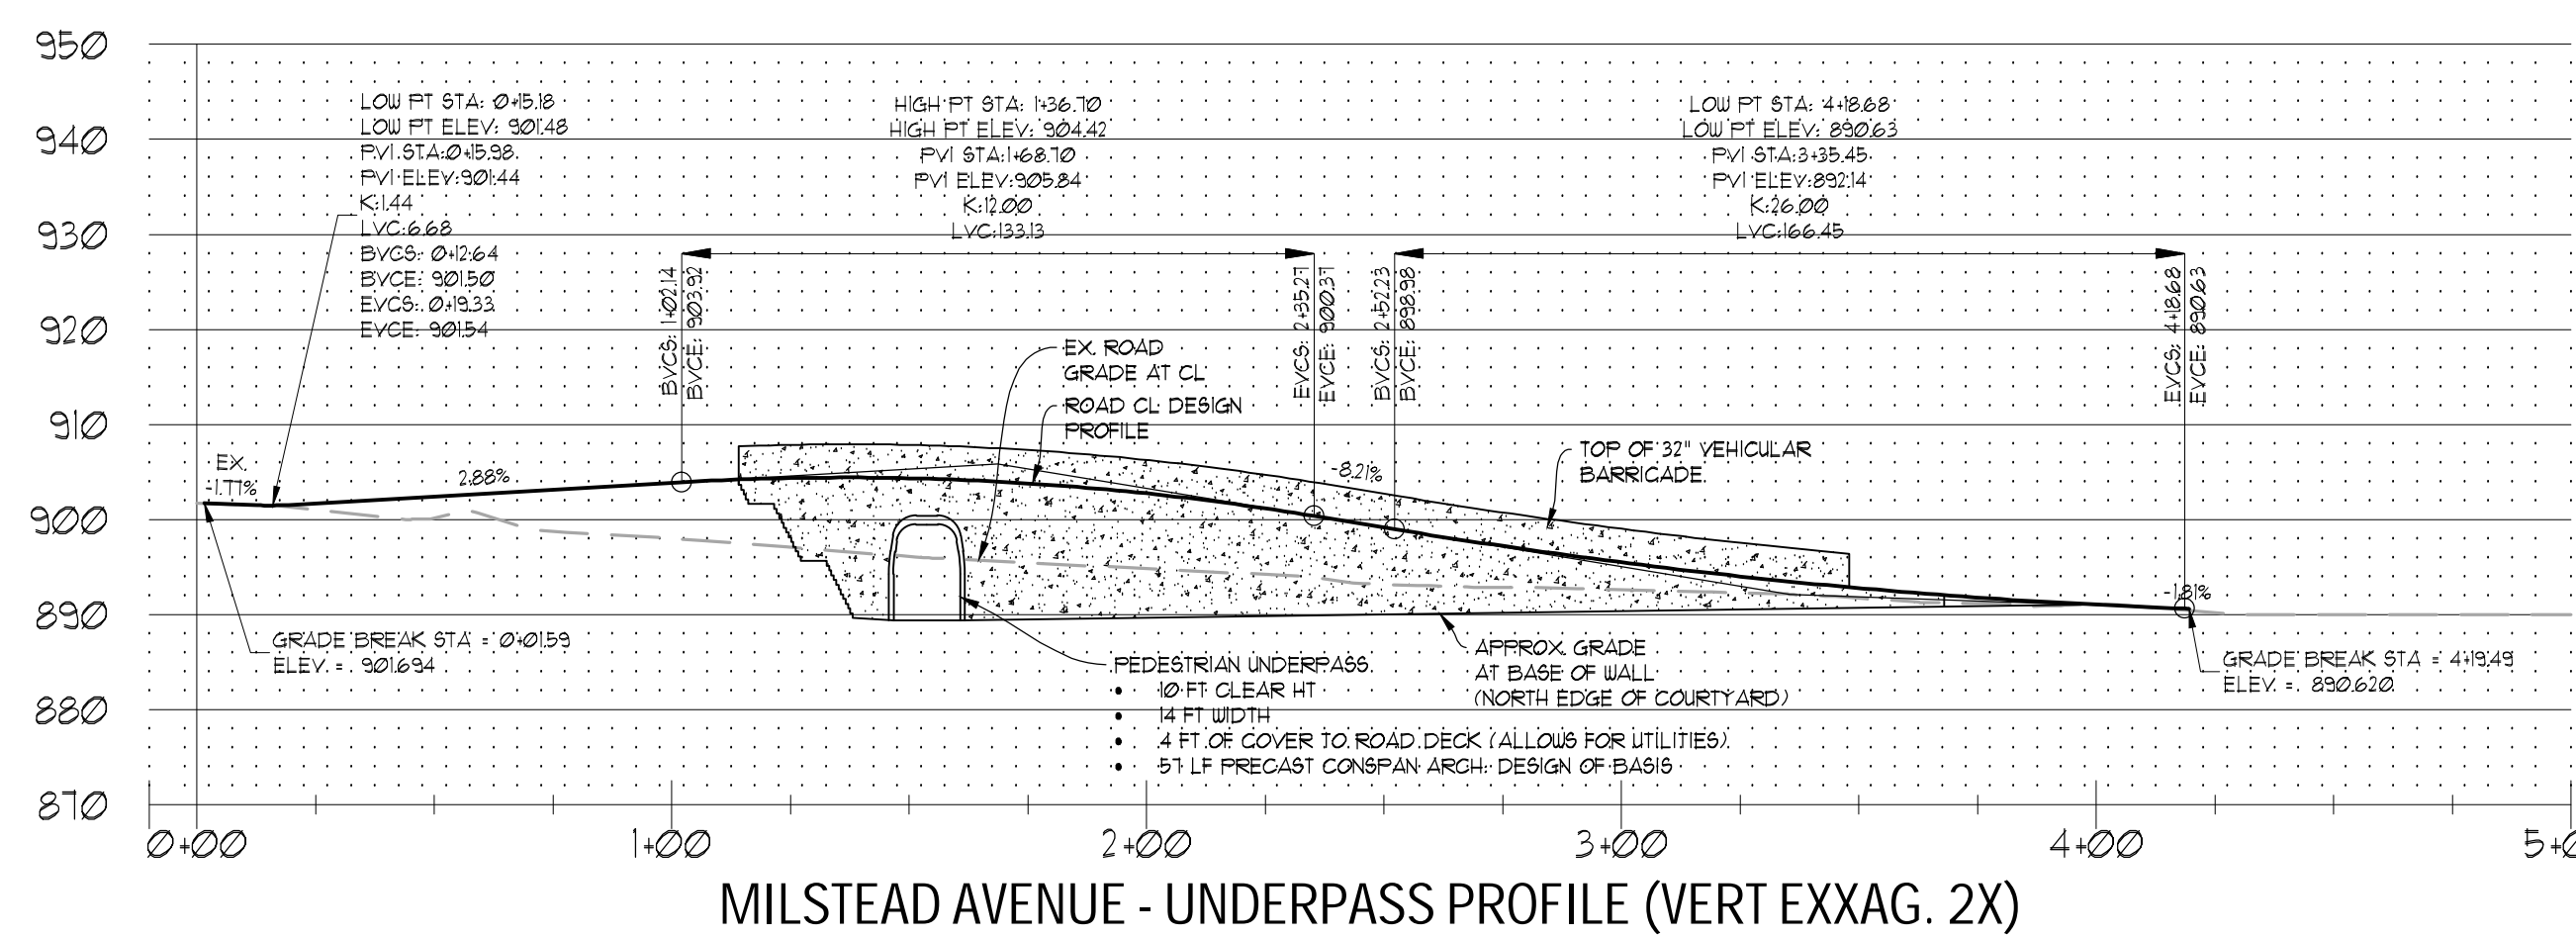 950
940
930
920
910
900
890
880
870
LOW PT STA: 0+15.18
LOW PT ELEV: 901.48
PVI STA:0+15.98
PVI ELEV:901.44
K:1.44
LVC:6.68
BVCS: 0+12.64
BVCE: 901.50
EVCS: 0+19.33
EVCE: 901.54
HIGH PT STA: 1+36.70
HIGH PT ELEV: 904.42
PVI STA:1+68.70
PVI ELEV:905.84
K:12.00
LVC:133.13
LOW PT STA: 4+18.68
LOW PT ELEV: 890.63
PVI STA:3+35.45
PVI ELEV:892.14
K:26.00
LVC:166.45
BVCS: 1+02.14
BVCE: 903.92
EVCS: 2+35.27
EVCE: 900.37
BVCS: 2+52.23
BVCE: 898.98
EVCS: 4+18.68
EVCE: 890.63
EX. ROAD
GRADE AT CL
ROAD CL DESIGN
PROFILE
TOP OF 32" VEHICULAR
BARRICADE
EX.
-1.77%
2.88%
-8.21%
-1.81%
GRADE BREAK STA = 0+01.59
ELEV = 901.694
PEDESTRIAN UNDERPASS
• 10 FT CLEAR HT
• 14 FT WIDTH
• 4 FT OF COVER TO ROAD DECK (ALLOWS FOR UTILITIES)
• 57 LF PRECAST CONSPAN ARCH: DESIGN OF BASIS
APPROX. GRADE
AT BASE OF WALL
(NORTH EDGE OF COURTYARD)
GRADE BREAK STA = 4+19.49
ELEV = 890.620
0+00
1+00
2+00
3+00
4+00
5+0
MILSTEAD AVENUE - UNDERPASS PROFILE (VERT EXXAG. 2X)